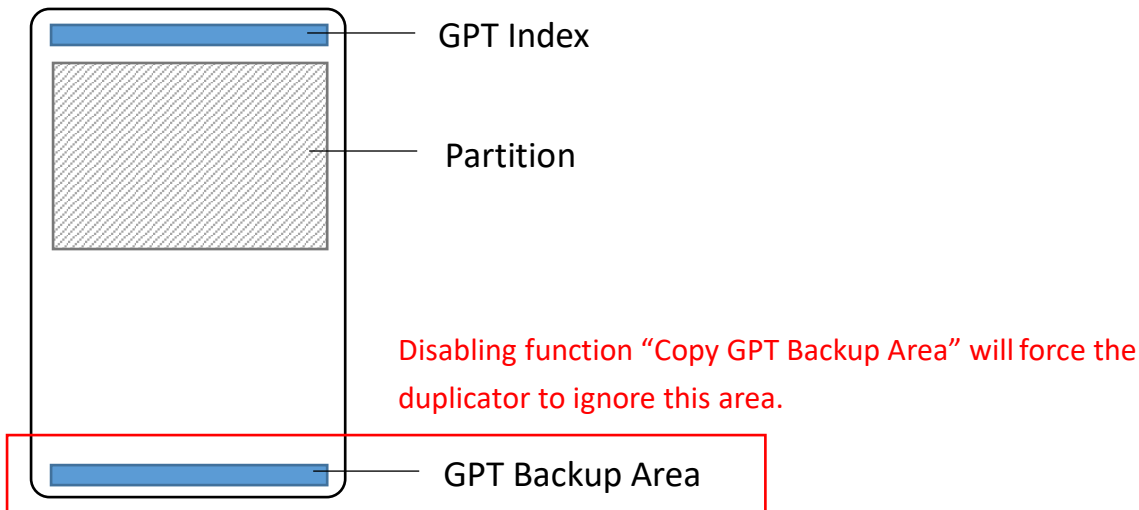 GPT Index
Partition
Disabling function “Copy GPT Backup Area” will force the
duplicator to ignore this area.
GPT Backup Area